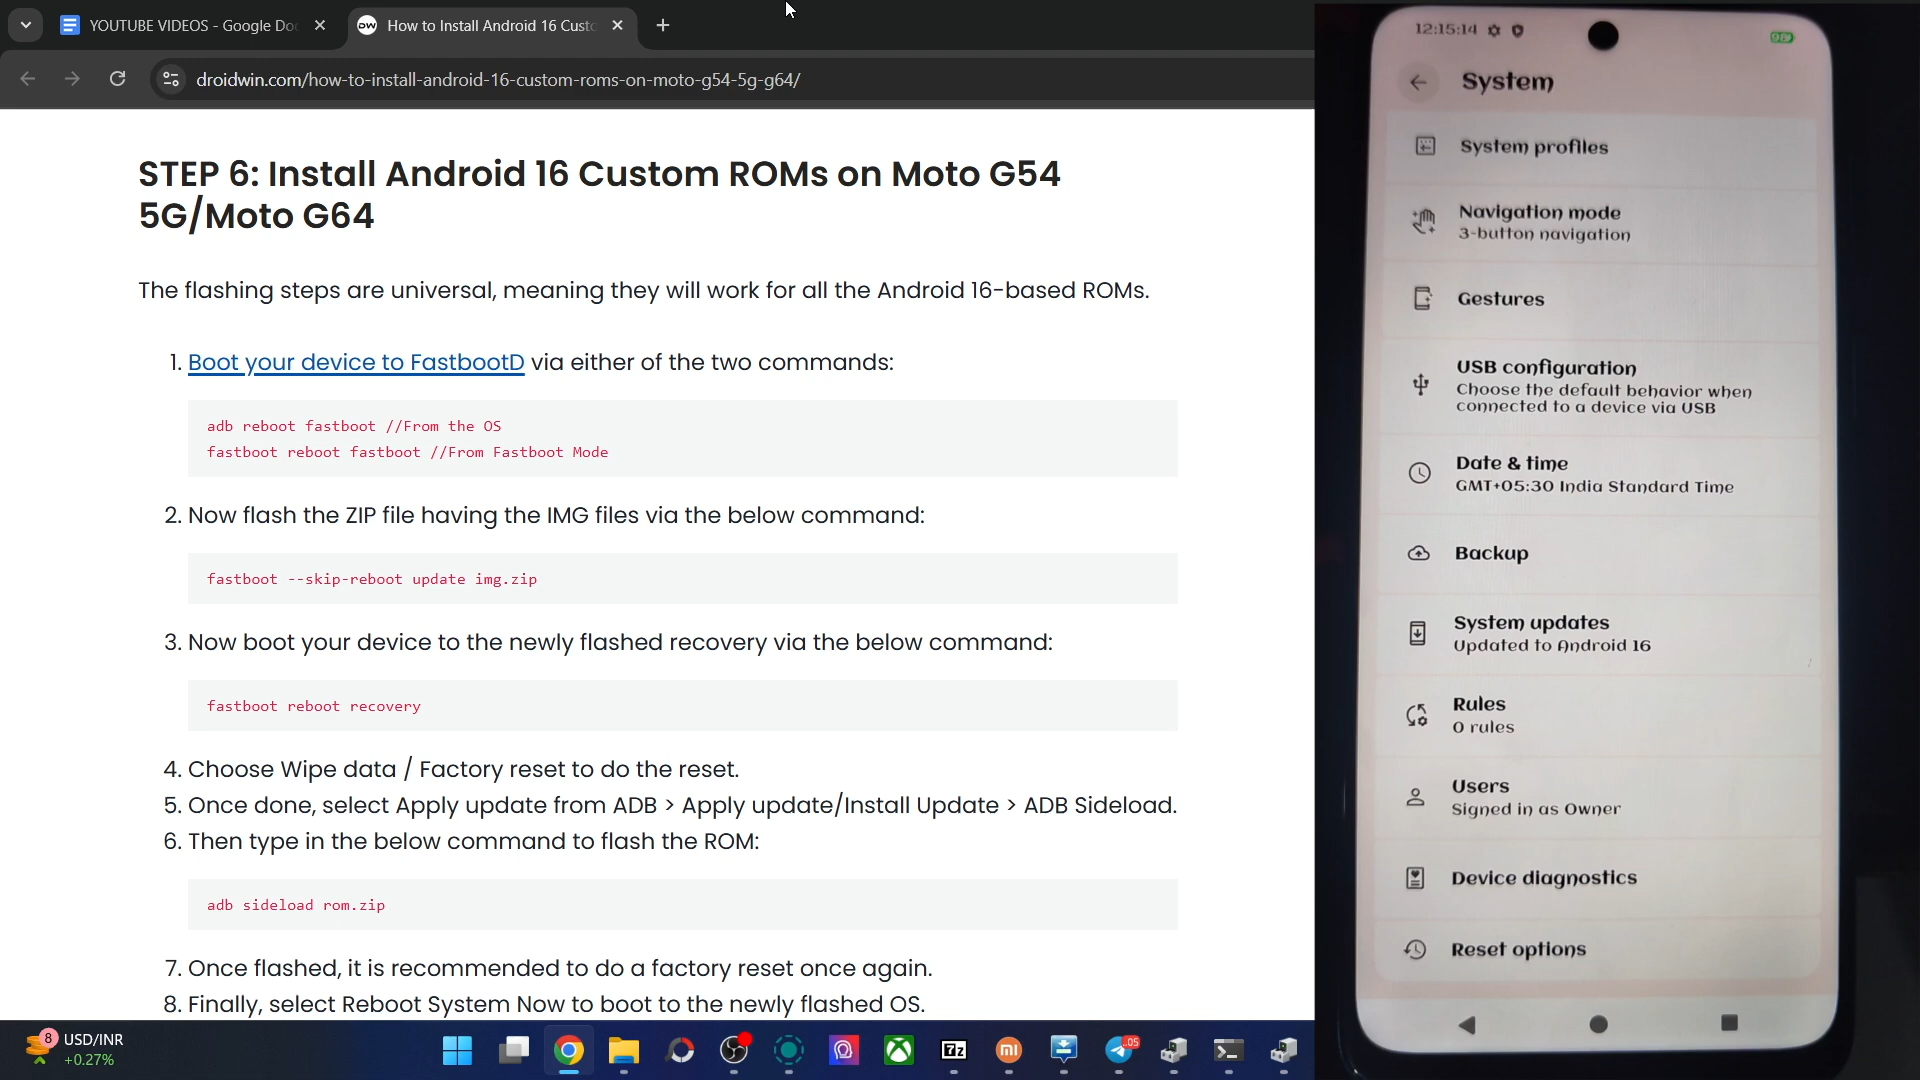 YOUTUBE VIDEOS - Google Do
How to Install Android 16 Custo
droidwin.com/how-to-install-android-16-custom-roms-on-moto-g54-5g-g64/
STEP 6: Install Android 16 Custom ROMs on Moto G54
5G/Moto G64
The flashing steps are universal, meaning they will work for all the Android 16-based ROMs.
1. Boot your device to FastbootD via either of the two commands:
adb reboot fastboot //From the OS
fastboot reboot fastboot //From Fastboot Mode
2. Now flash the ZIP file having the IMG files via the below command:
fastboot --skip-reboot update img.zip
3. Now boot your device to the newly flashed recovery via the below command:
fastboot reboot recovery
4. Choose Wipe data / Factory reset to do the reset.
5. Once done, select Apply update from ADB > Apply update/Install Update > ADB Sideload.
6. Then type in the below command to flash the ROM:
adb sideload rom.zip
7. Once flashed, it is recommended to do a factory reset once again.
8. Finally, select Reboot System Now to boot to the newly flashed OS.
8
USD/INR
+0.27%
7z
mi
..05
12:15:14
98
System
System profiles
Navigation mode
3-button navigation
Gestures
USB configuration
Choose the default behavior when
connected to a device via USB
Date & time
GMT+05:30 India Standard Time
Backup
System updates
Updated to Android 16
Rules
0 rules
Users
Signed in as Owner
Device diagnostics
Reset options